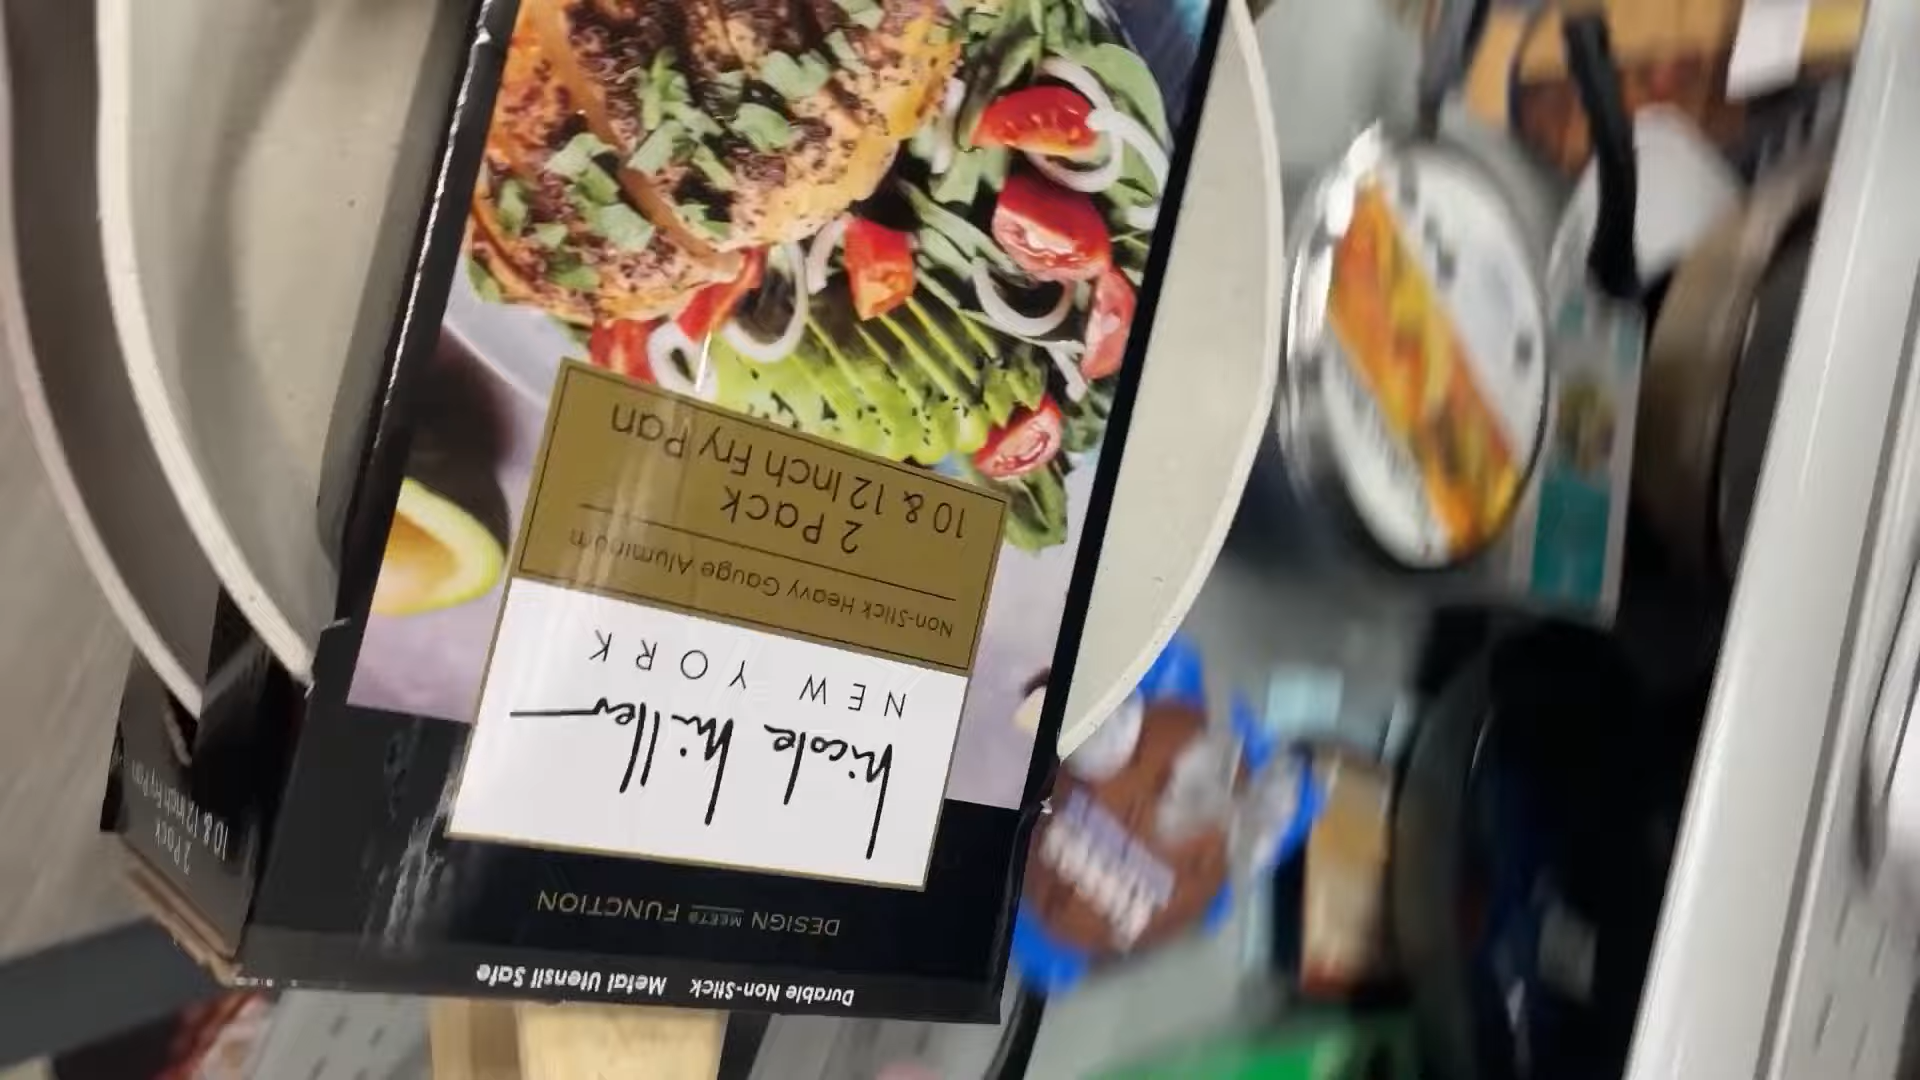 Durable Non-Stick Metal Utensil Safe
DESIGN MEETS FUNCTION
nicole miller
NEW YORK
Non-Stick Heavy Gauge Aluminum
2 Pack
10 & 12 Inch Fry Pan
2 Pack
10 & 12 Inch Fry Pan